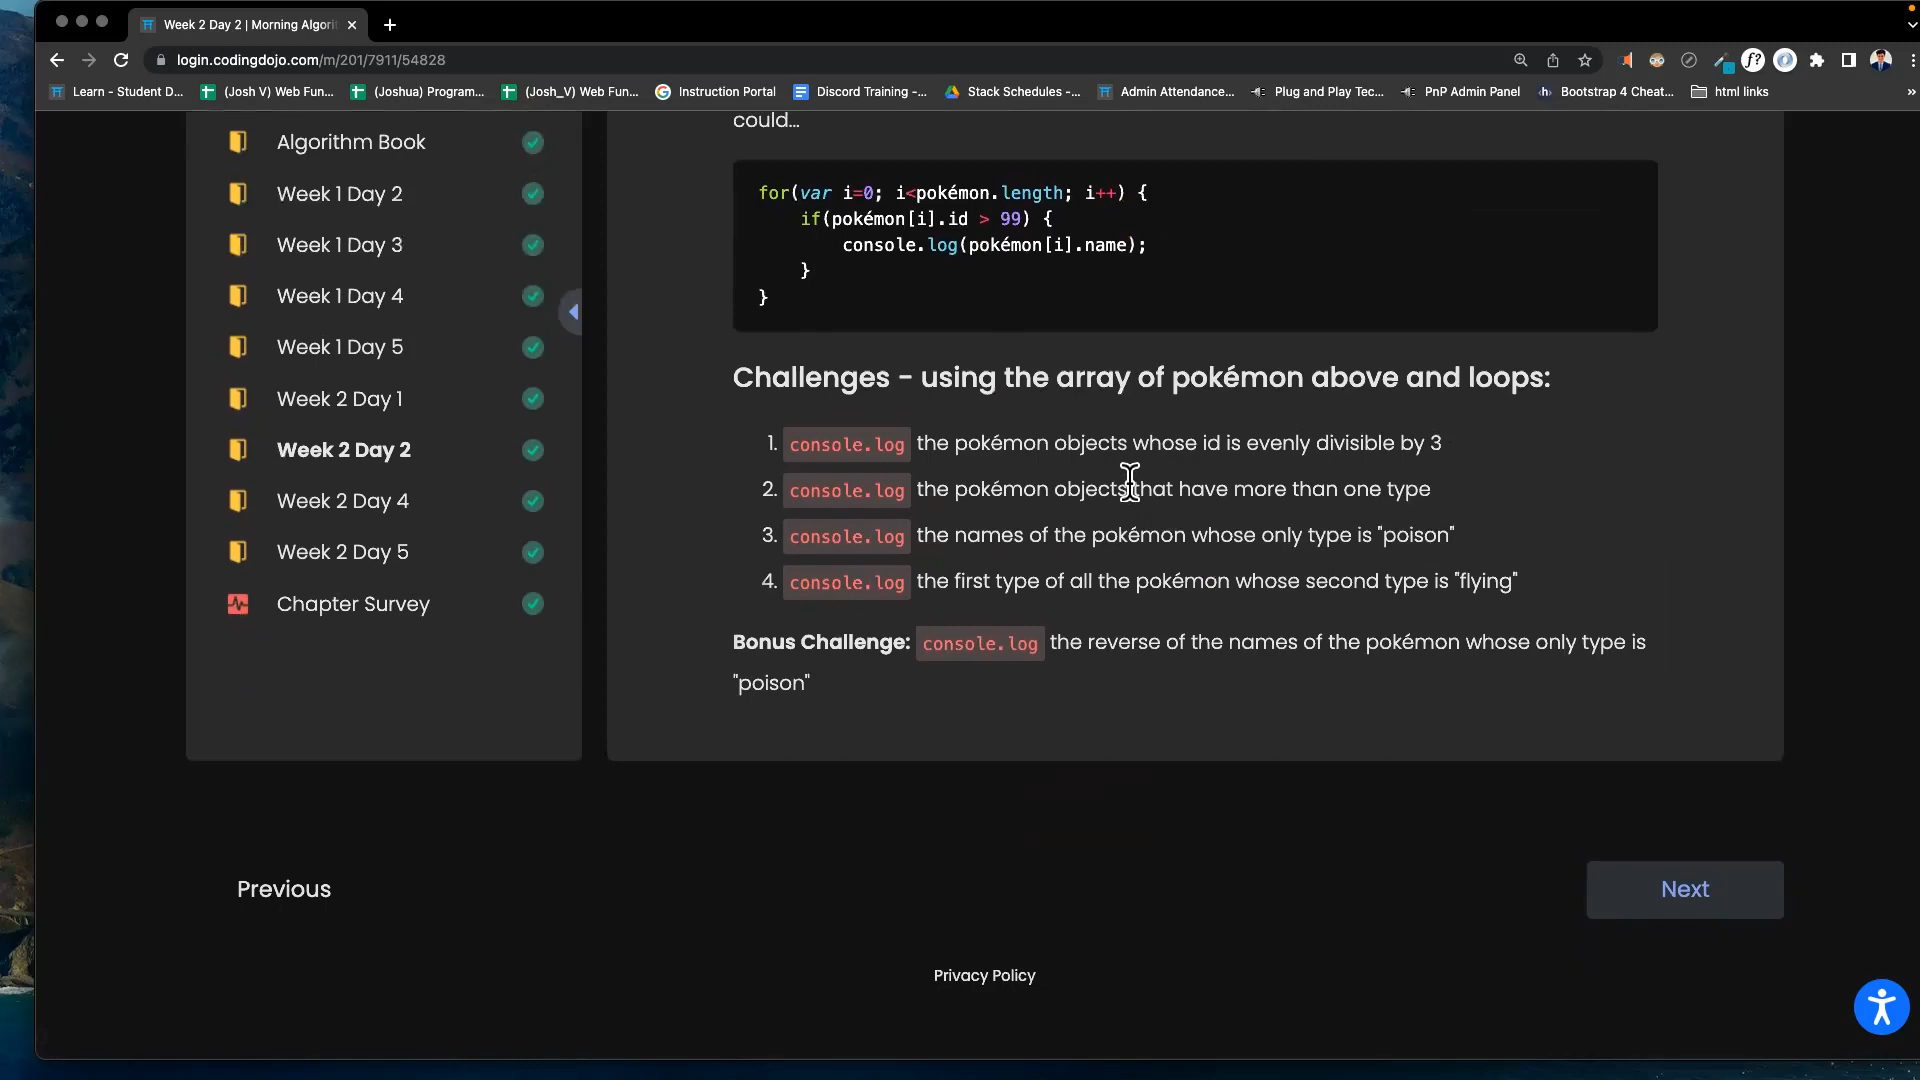 Week 2 Day 2 | Morning Algori
login.codingdojo.com/m/201/7911/54828
Learn - Student D...
(Josh V) Web Fun...
(Joshua) Program...
(Josh_V) Web Fun...
Instruction Portal
Discord Training -...
Stack Schedules -...
Admin Attendance...
Plug and Play Tec...
PnP Admin Panel
Bootstrap 4 Cheat...
html links
»
Algorithm Book
Week 1 Day 2
Week 1 Day 3
Week 1 Day 4
Week 1 Day 5
Week 2 Day 1
Week 2 Day 2
Week 2 Day 4
Week 2 Day 5
Chapter Survey
could...
for(var i=0; i<pokémon.length; i++) {
if(pokémon[i].id > 99) {
console.log(pokémon[i].name);
}
}
Challenges - using the array of pokémon above and loops:
1. console.log the pokémon objects whose id is evenly divisible by 3
2. console.log the pokémon objects that have more than one type
3. console.log the names of the pokémon whose only type is "poison"
4. console.log the first type of all the pokémon whose second type is "flying"
Bonus Challenge: console.log the reverse of the names of the pokémon whose only type is
"poison"
Previous
Next
Privacy Policy